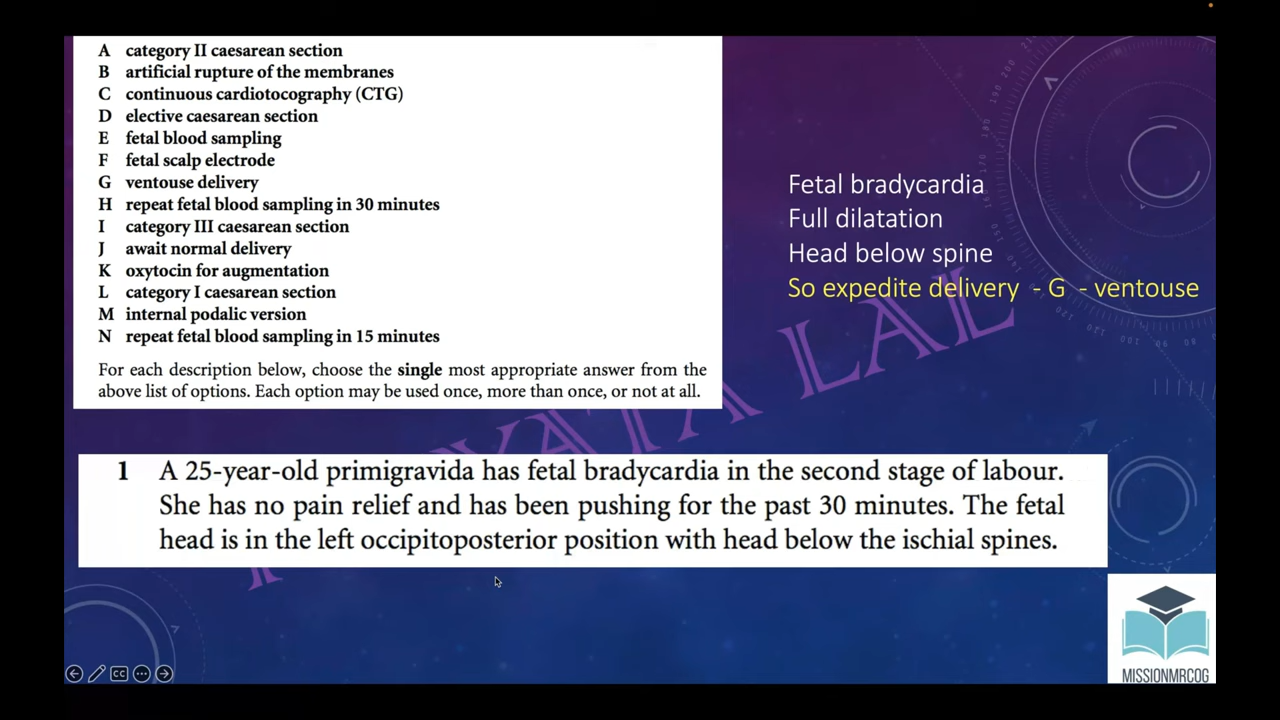 A category II caesarean section
B artificial rupture of the membranes
C continuous cardiotocography (CTG)
D elective caesarean section
E fetal blood sampling
F fetal scalp electrode
G ventouse delivery
H repeat fetal blood sampling in 30 minutes
I category III caesarean section
J await normal delivery
K oxytocin for augmentation
L category I caesarean section
M internal podalic version
N repeat fetal blood sampling in 15 minutes
For each description below, choose the single most appropriate answer from the
above list of options. Each option may be used once, more than once, or not at all.
Fetal bradycardia
Full dilatation
Head below spine
So expedite delivery - G - ventouse
LAL
1 A 25-year-old primigravida has fetal bradycardia in the second stage of labour.
She has no pain relief and has been pushing for the past 30 minutes. The fetal
head is in the left occipitoposterior position with head below the ischial spines.
CC
MISSIONMRCOG